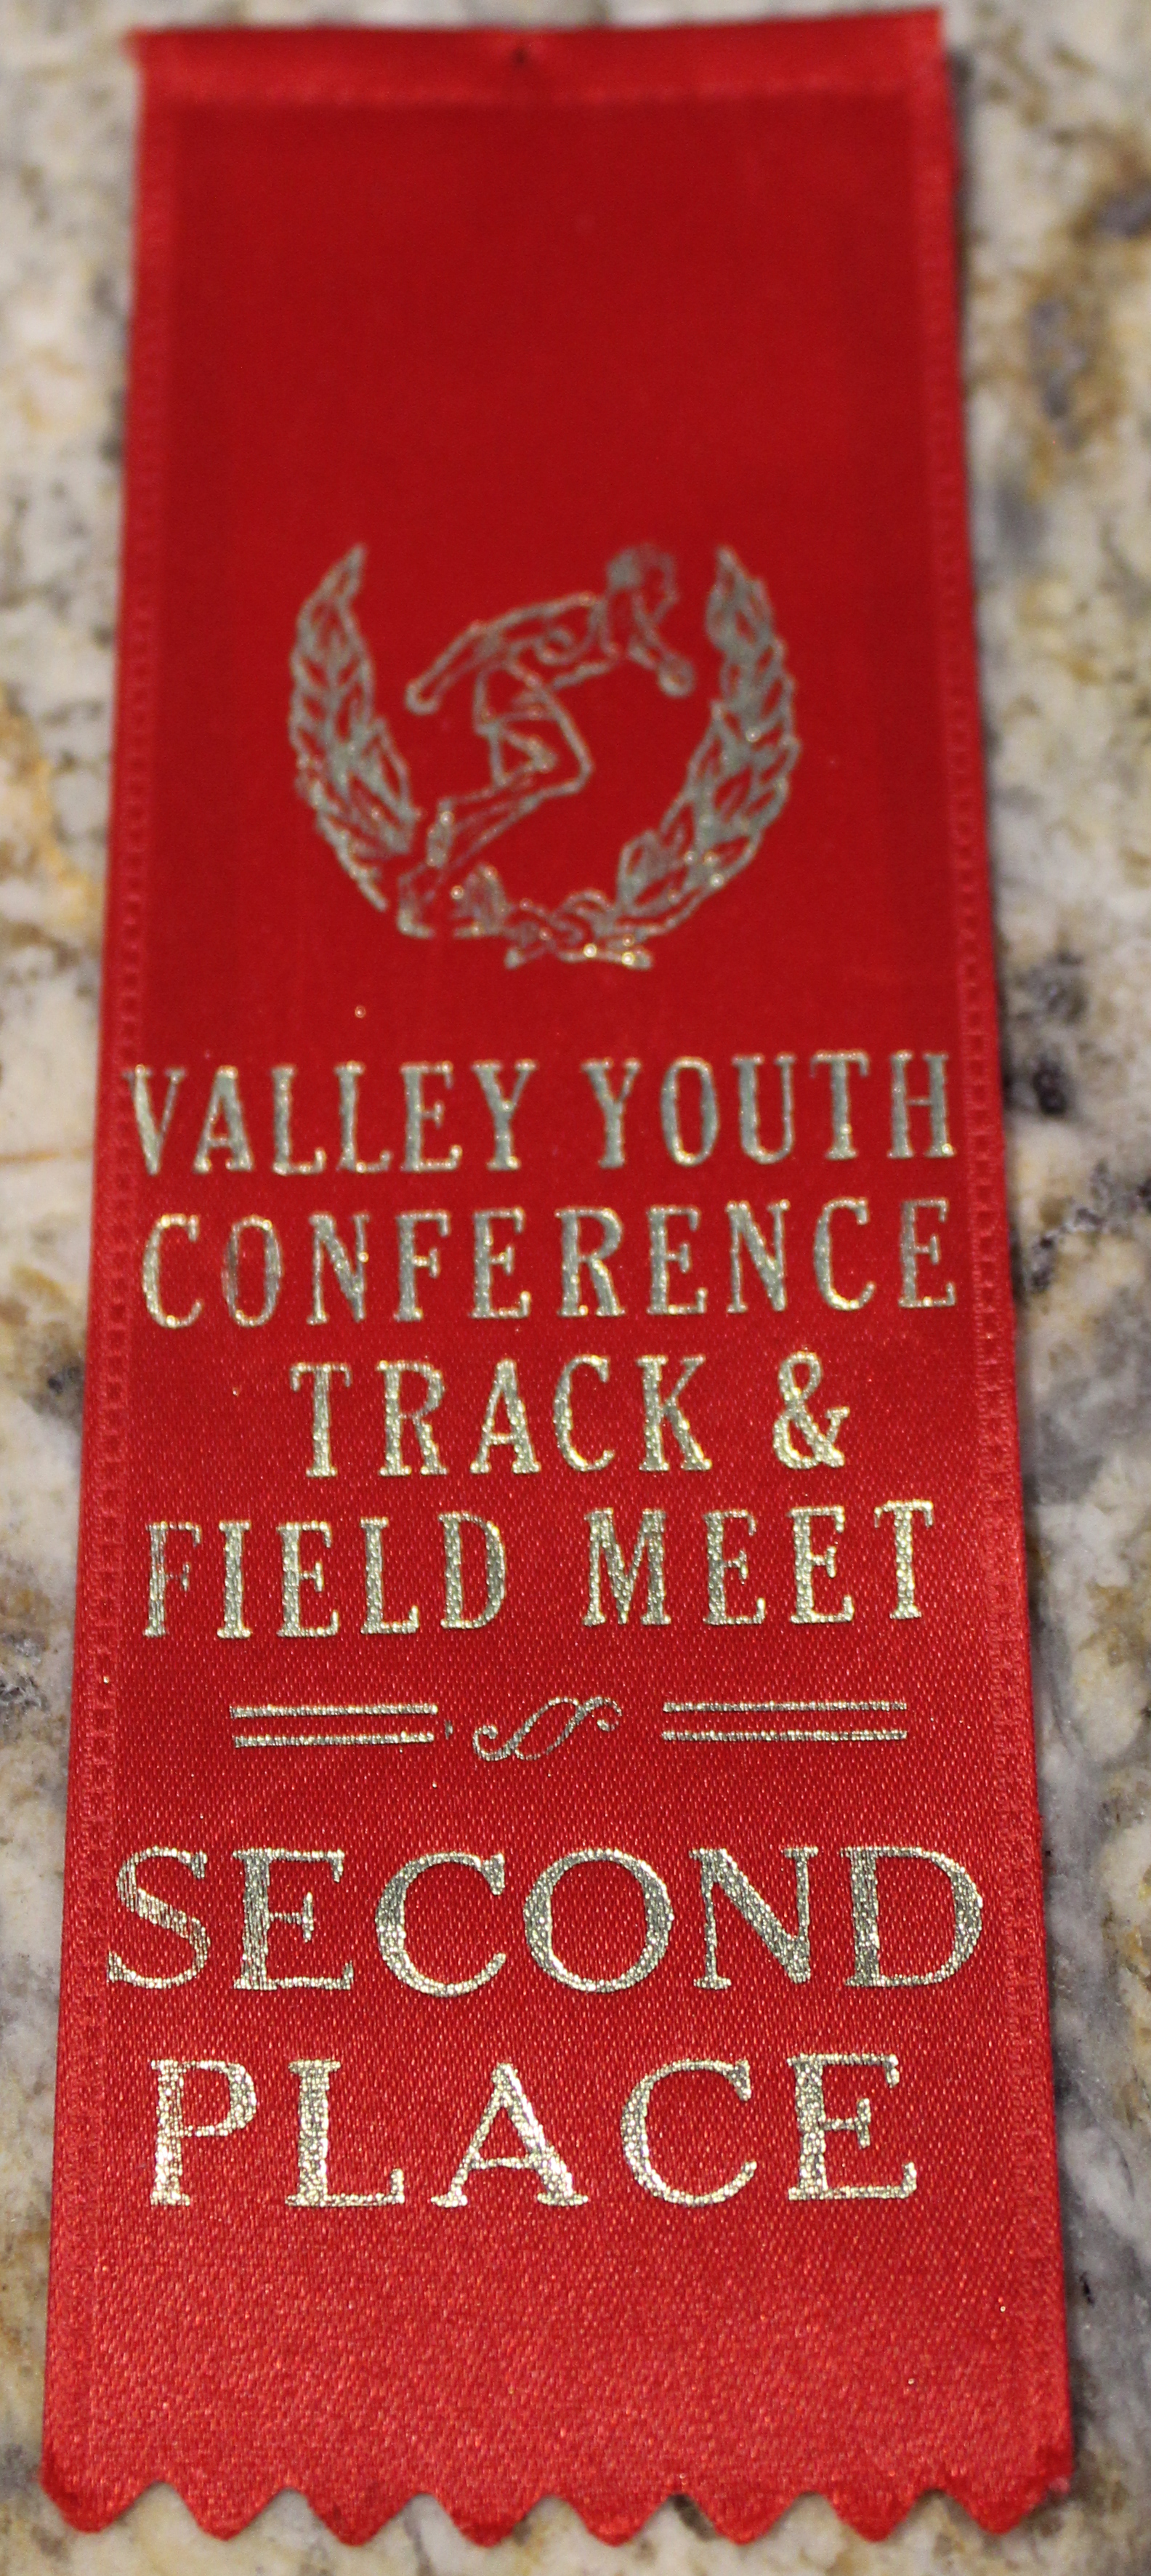 VALLEY YOUTH
CONFERENCE
TRACK &
FIELD MEET
SECOND
PLACE